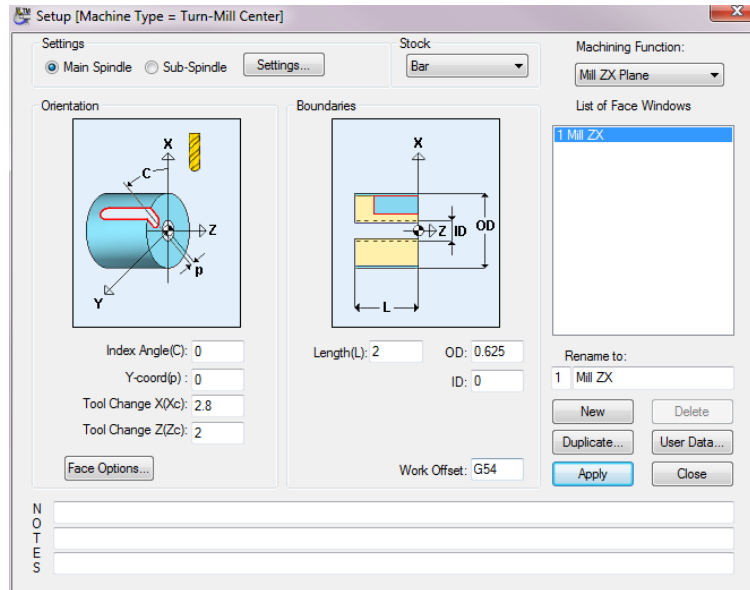 Setup [Machine Type = Turn-Mill Center]
Settings
Main Spindle Sub-Spindle Settings...
Stock
Bar
Machining Function:
Mill ZX Plane
Orientation
X
C
Z
p
Y
Index Angle(C): 0
Y-coord(p) : 0
Tool Change X(Xc): 2.8
Tool Change Z(Zc): 2
Face Options...
Boundaries
X
Z ID OD
L
Length(L): 2 OD: 0.625
ID: 0
Work Offset: G54
List of Face Windows
1 Mill ZX
Rename to:
1 Mill ZX
New Delete
Duplicate... User Data...
Apply Close
NOTES